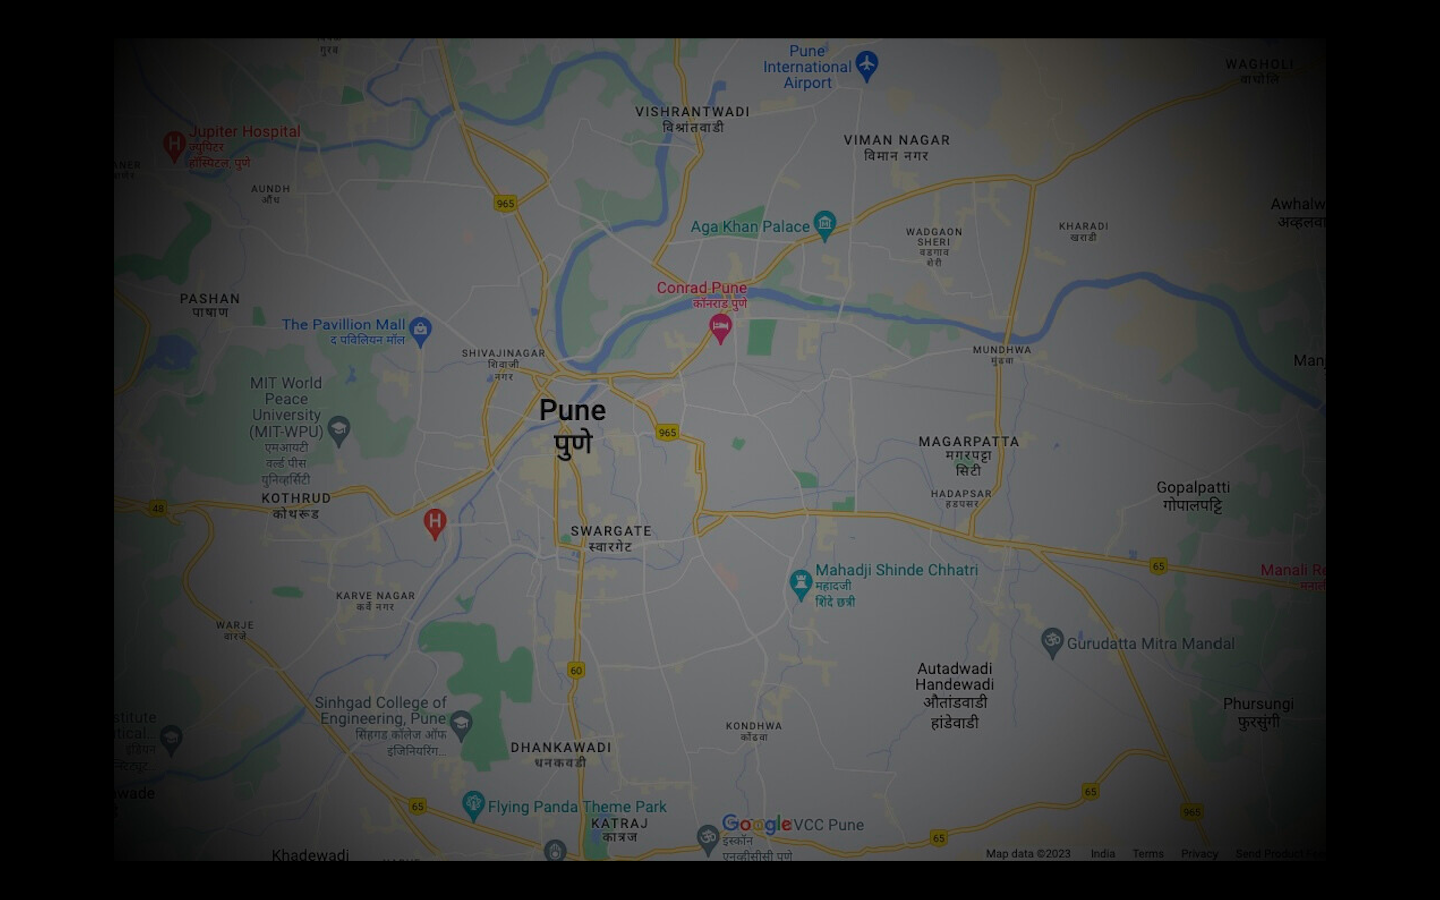 गुरव
Pune
International
Airport
WAGHOLI
वाघोली
VISHRANTWADI
विश्रांतवाडी
Jupiter Hospital
ज्युपिटर
हॉस्पिटल, पुणे
VIMAN NAGAR
विमान नगर
AUNDH
औंध
965
Awhalw
अव्हलवा
Aga Khan Palace
WADGAON
SHERI
वडगाव
शेरी
KHARADI
खराडी
Conrad Pune
कॉनराड पुणे
PASHAN
पाषाण
The Pavillion Mall
द पविलियन मॉल
SHIVAJINAGAR
शिवाजी
नगर
MUNDHWA
मुंढवा
Manj
MIT World
Peace
University
(MIT-WPU)
एमआयटी
वर्ल्ड पीस
युनिव्हर्सिटी
Pune
पुणे
965
MAGARPATTA
मगरपट्टा
सिटी
KOTHRUD
कोथरूड
48
HADAPSAR
हडपसर
Gopalpatti
गोपालपट्टि
H
SWARGATE
स्वारगेट
65
Mahadji Shinde Chhatri
महादजी
शिंदे छत्री
Manali Re
KARVE NAGAR
कर्वे नगर
WARJE
वारजे
Gurudatta Mitra Mandal
60
Autadwadi
Handewadi
औतांडवाडी
हांडेवाडी
Sinhgad College of
Engineering, Pune
सिंहगड कॉलेज ऑफ
इंजिनियरिंग...
Phursungi
फुरसुंगी
stitute
tical...
इंडियन
KONDHWA
कोंढवा
DHANKAWADI
धनकवडी
65
65
Flying Panda Theme Park
965
KATRAJ
कात्रज
Google
VCC Pune
इस्कॉन
एनव्हीसीसी पुणे
65
Khadewadi
Map data ©2023 India Terms Privacy Send Product